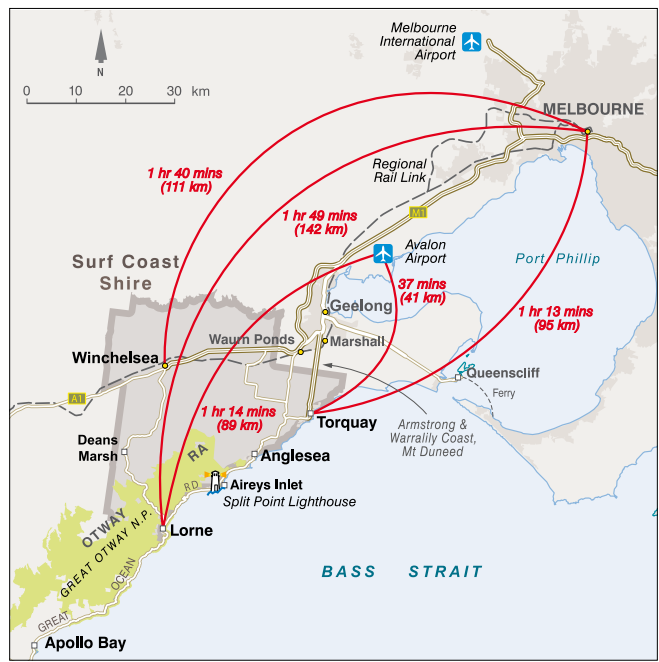 Melbourne
International
Airport
N
0 10 20 30 km
MELBOURNE
Regional
Rail Link
1 hr 40 mins
(111 km)
M1
1 hr 49 mins
(142 km)
Avalon
Airport
Port Phillip
Surf Coast
Shire
37 mins
(41 km)
Geelong
1 hr 13 mins
(95 km)
Waurn Ponds
Marshall
Winchelsea
Queenscliff
Ferry
A1
1 hr 14 mins
(89 km)
Torquay
Armstrong &
Warralily Coast,
Mt Duneed
Deans
Marsh
RA
Anglesea
RD
Aireys Inlet
Split Point Lighthouse
OTWAY
GREAT OTWAY N.P.
Lorne
BASS STRAIT
GREAT OCEAN
Apollo Bay